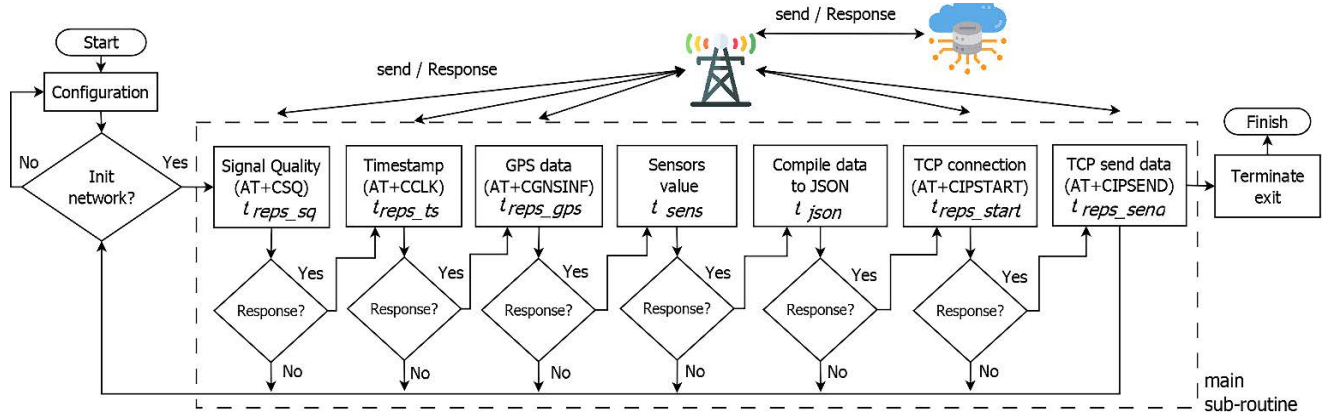 send / Response
Start
send / Response
Configuration
Finish
No
Yes
Init
network?
Signal Quality
(AT+CSQ)
t reps_sq
Timestamp
(AT+CCLK)
t reps_ts
GPS data
(AT+CGNSINF)
t reps_gps
Sensors
value
t sens
Compile data
to JSON
t json
TCP connection
(AT+CIPSTART)
t reps_start
TCP send data
(AT+CIPSEND)
t reps_send
Terminate
exit
Yes
Yes
Yes
Yes
Yes
Yes
Response?
Response?
Response?
Response?
Response?
Response?
No
No
No
No
No
No
main
sub-routine